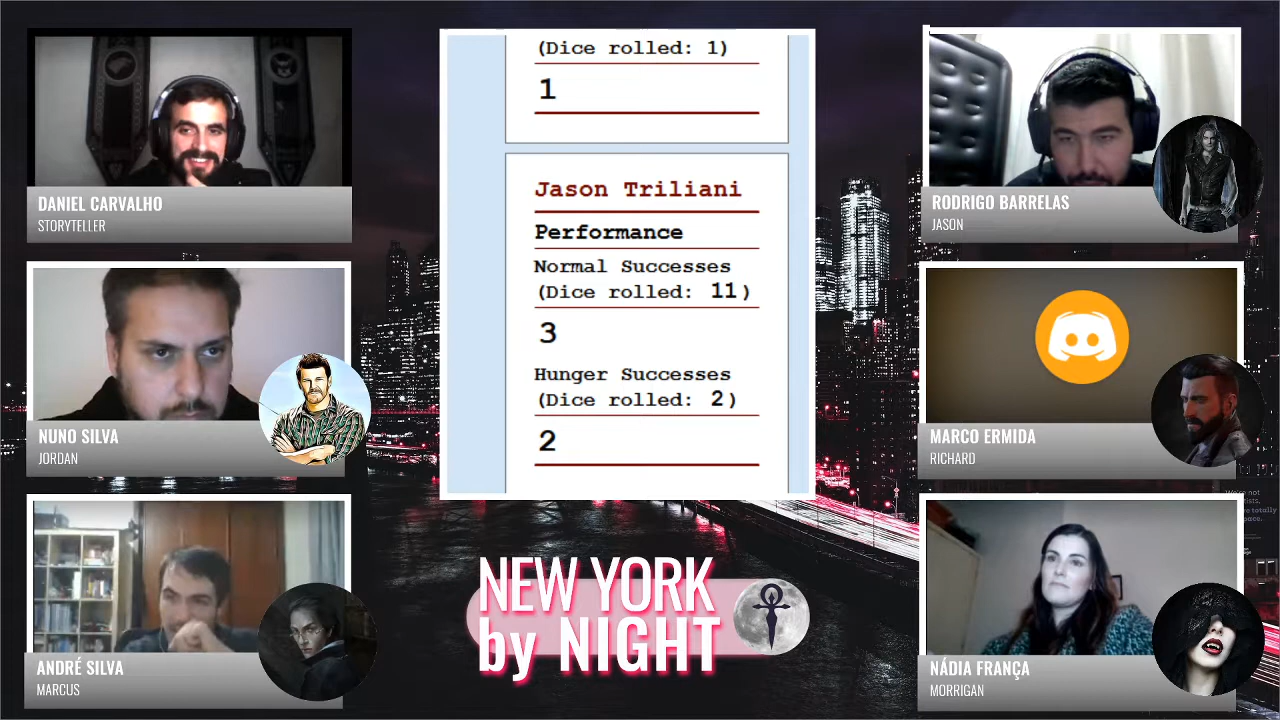 DANIEL CARVALHO
STORYTELLER
NUNO SILVA
JORDAN
ANDRÉ SILVA
MARCUS
(Dice rolled: 1)
1
Jason Triliani
Performance
Normal Successes
(Dice rolled: 11)
3
Hunger Successes
(Dice rolled: 2)
2
NEW YORK
by NIGHT
RODRIGO BARRELAS
JASON
MARCO ERMIDA
RICHARD
NÁDIA FRANÇA
MORRIGAN